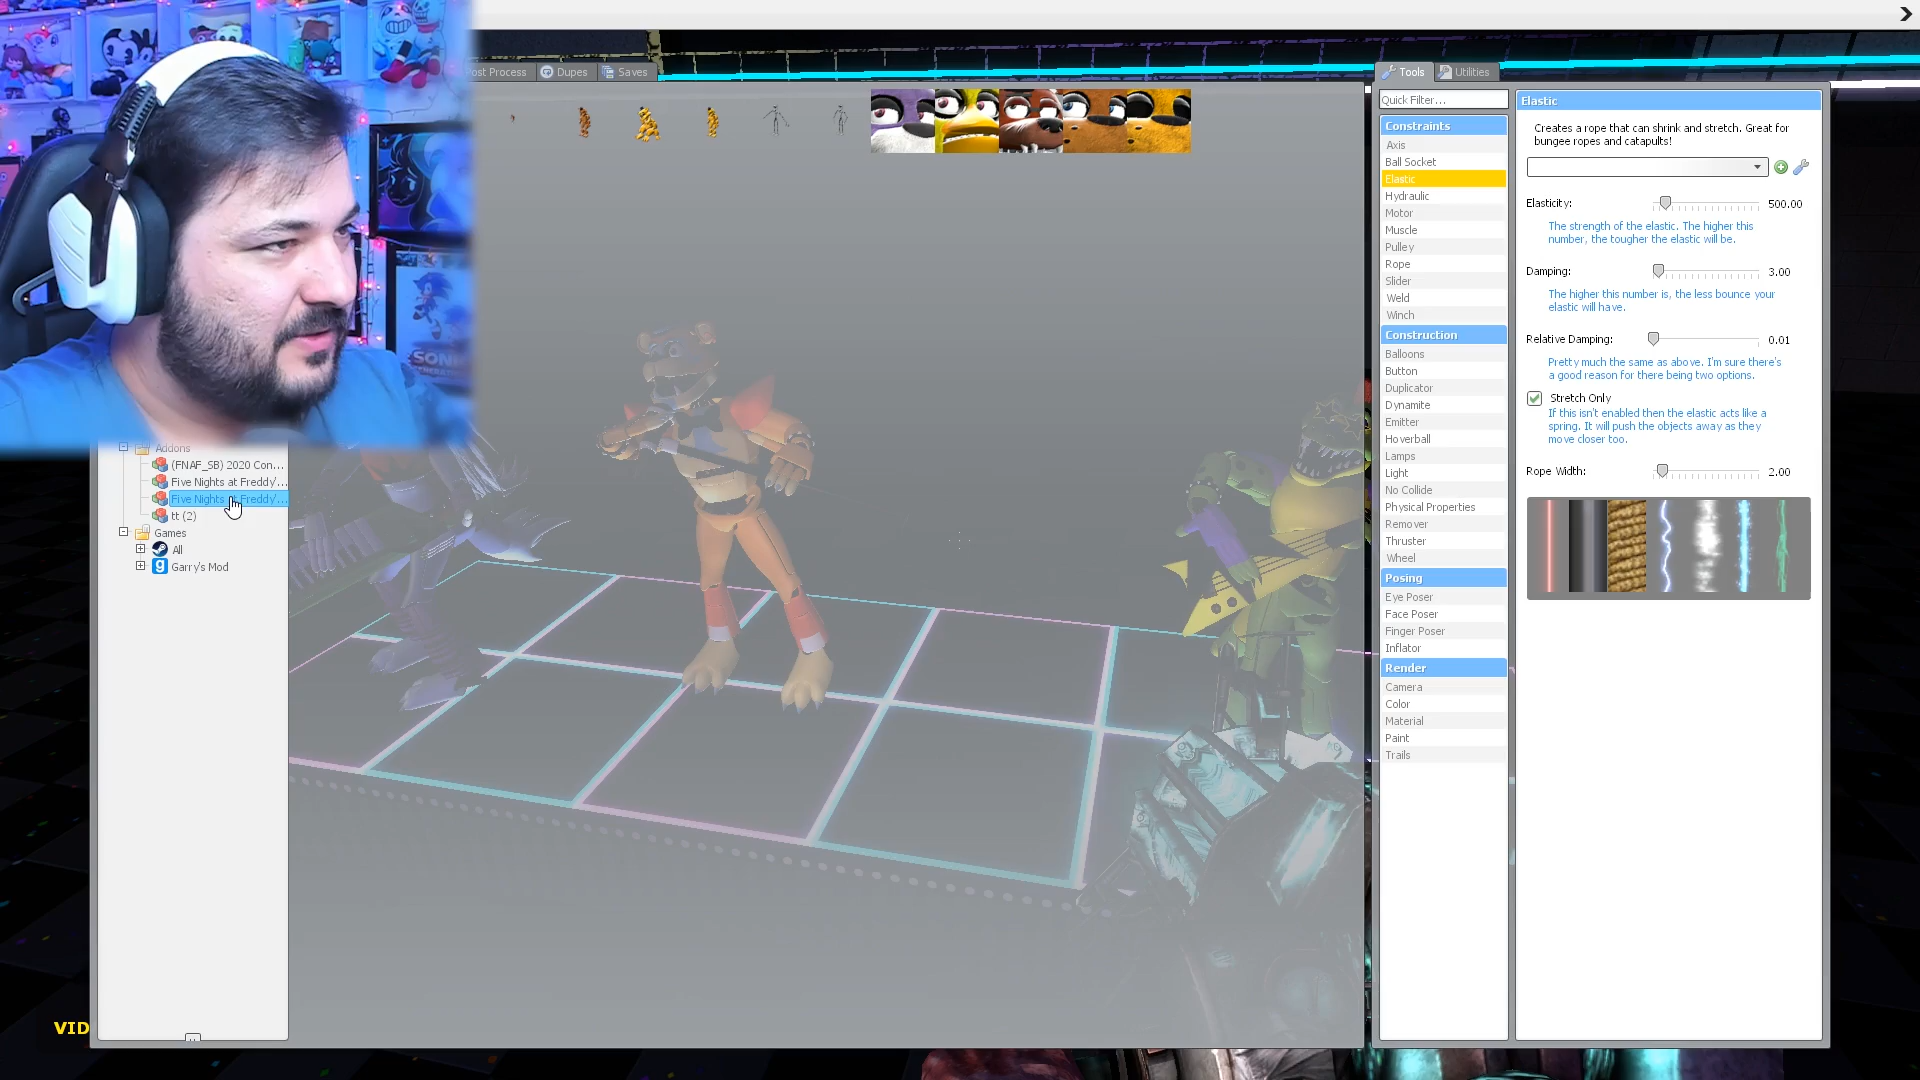 Post Process
Dupes
Saves
Tools
Utilities
Quick Filter...
Constraints
Axis
Ball Socket
Elastic
Hydraulic
Motor
Muscle
Pulley
Rope
Slider
Weld
Winch
Construction
Balloons
Button
Duplicator
Dynamite
Emitter
Hoverball
Lamps
Light
No Collide
Physical Properties
Remover
Thruster
Wheel
Posing
Eye Poser
Face Poser
Finger Poser
Inflator
Render
Camera
Color
Material
Paint
Trails
Elastic
Creates a rope that can shrink and stretch. Great for
bungee ropes and catapults!
Elasticity: 500.00
The strength of the elastic. The higher this
number, the tougher the elastic will be.
Damping: 3.00
The higher this number is, the less bounce your
elastic will have.
Relative Damping: 0.01
Pretty much the same as above. I'm sure there's
a good reason for there being two options.
Stretch Only
If this isn't enabled then the elastic acts like a
spring. It will push the objects away as they
move closer too.
Rope Width: 2.00
SONIC
Addons
(FNAF_SB) 2020 Con...
Five Nights at Freddy'...
Five Nights at Freddy'...
tt (2)
Games
All
Garry's Mod
VID